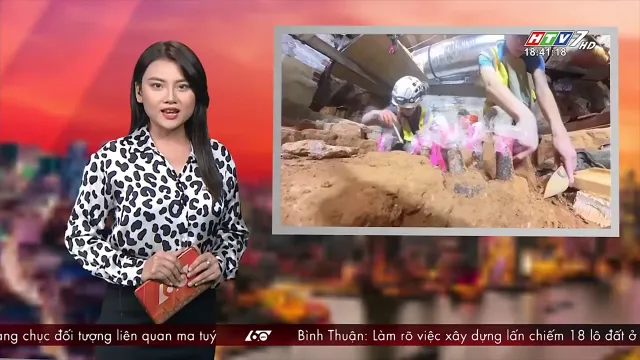 HTV7 HD
18:41:18
ang chục đối tượng liên quan ma tuý 60 Bình Thuận: Làm rõ việc xây dựng lấn chiếm 18 lô đất ở